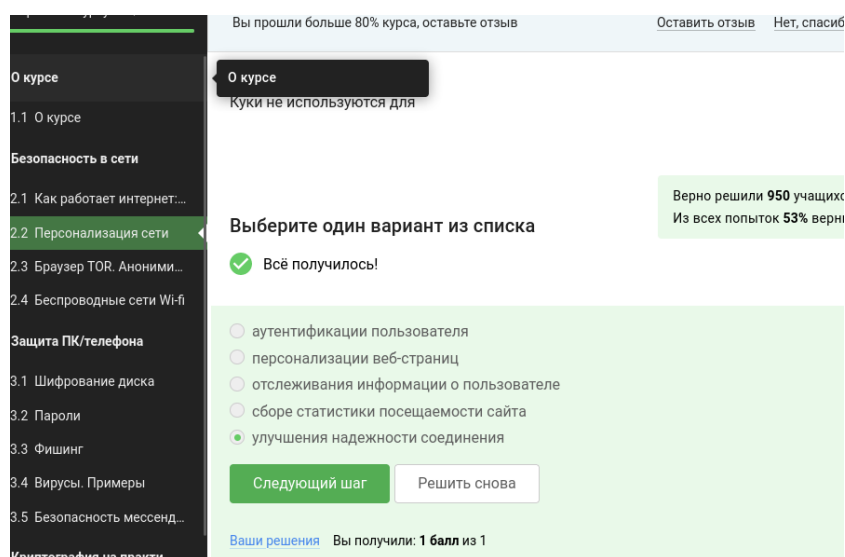 Вы прошли больше 80% курса, оставьте отзыв
Оставить отзыв
О курсе
1.1 О курсе
Безопасность в сети
2.1 Как работает интернет:...
2.2 Персонализация сети
2.3 Браузер TOR. Аноними...
2.4 Беспроводные сети Wi-fi
Защита ПК/телефона
3.1 Шифрование диска
3.2 Пароли
3.3 Фишинг
3.4 Вирусы. Примеры
3.5 Безопасность мессенд...
О курсе
Куки не используются для
Верно решили 950
Из всех попыток 53%
Выберите один вариант из списка
Всё получилось!
аутентификации пользователя
персонализации веб-страниц
отслеживания информации о пользователе
сборе статистики посещаемости сайта
улучшения надежности соединения
Следующий шаг
Решить снова
Ваши решения Вы получили: 1 балл из 1